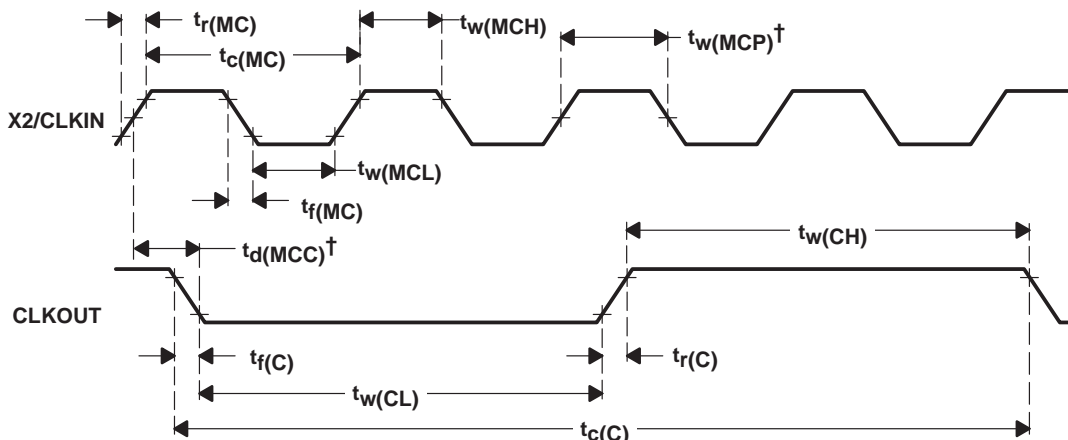 tr(MC)
tw(MCH)
tw(MCP)†
tc(MC)
X2/CLKIN
tw(MCL)
tf(MC)
td(MCC)†
tw(CH)
CLKOUT
tf(C)
tr(C)
tw(CL)
tc(C)